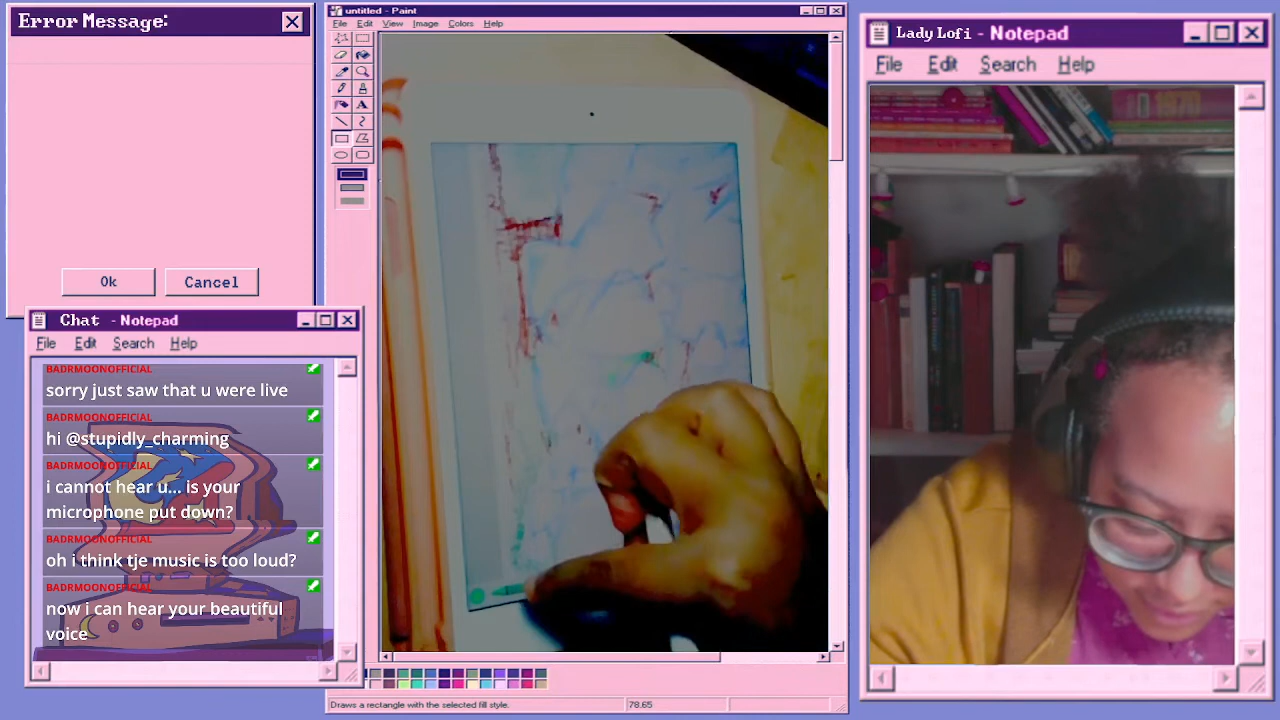 Error Message:
Ok
Cancel
Chat - Notepad
File Edit Search Help
BADRMOONOFFICIAL
sorry just saw that u were live
BADRMOONOFFICIAL
hi @stupidly_charming
BADRMOONOFFICIAL
i cannot hear u... is your
microphone put down?
BADRMOONOFFICIAL
oh i think tje music is too loud?
BADRMOONOFFICIAL
now i can hear your beautiful
voice
untitled - Paint
File Edit View Image Colors Help
A
Draws a rectangle with the selected fill style.
78.65
Lady Lofi - Notepad
File Edit Search Help